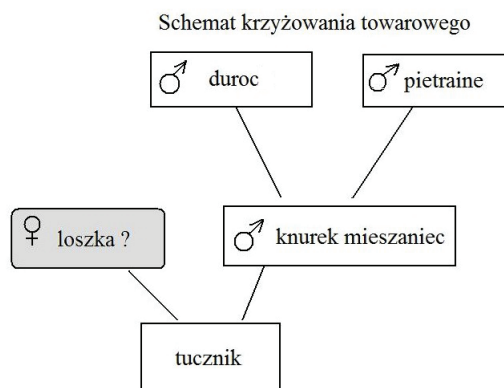 Schemat krzyżowania towarowego
♂ duroc
♂ pietraine
♀ loszka ?
♂ knurek mieszaniec
tucznik